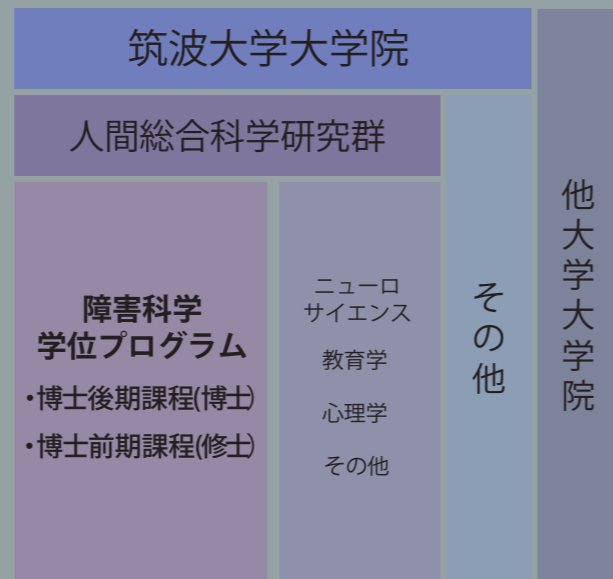 筑波大学大学院
人間総合科学研究群
障害科学
学位プログラム
・博士後期課程(博士)
・博士前期課程(修士)
ニューロ
サイエンス
教育学
心理学
その他
その他
他大学大学院